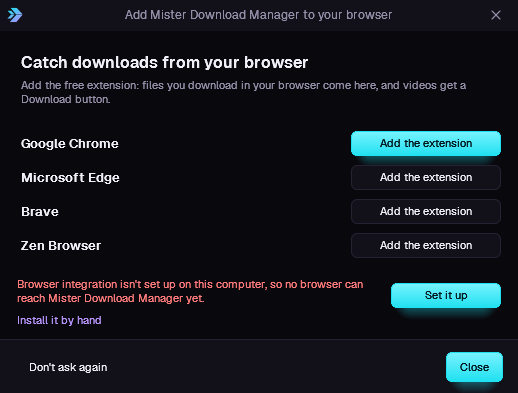 Add Mister Download Manager to your browser
Catch downloads from your browser
Add the free extension: files you download in your browser come here, and videos get a
Download button.
Google Chrome
Add the extension
Microsoft Edge
Add the extension
Brave
Add the extension
Zen Browser
Add the extension
Browser integration isn't set up on this computer, so no browser can
reach Mister Download Manager yet.
Set it up
Install it by hand
Don't ask again
Close